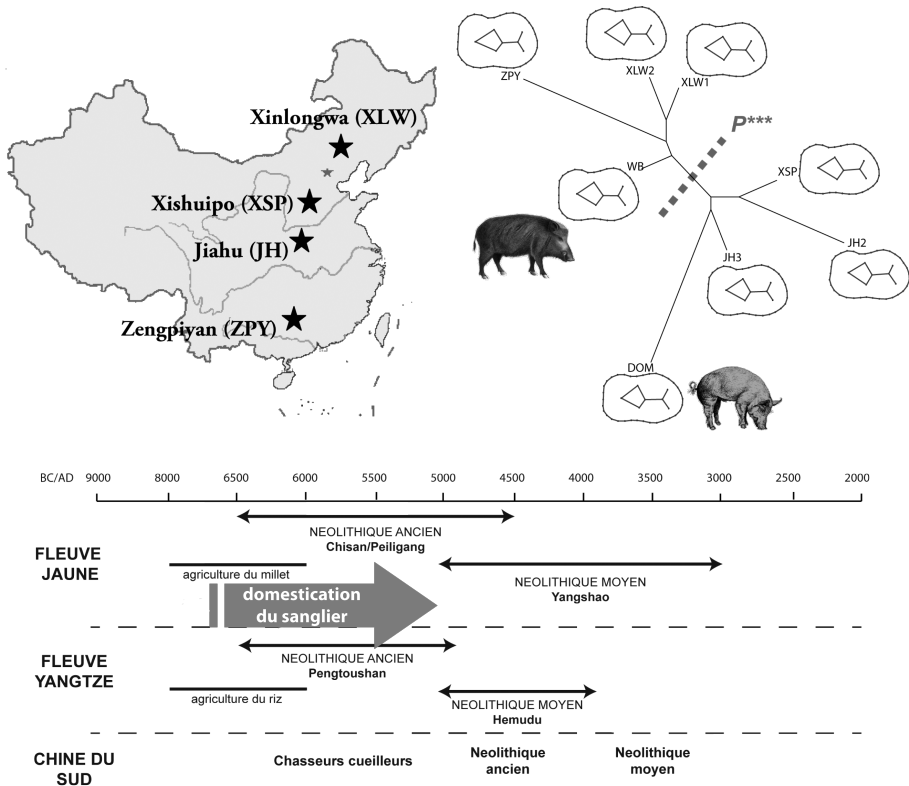 Xinlongwa (XLW)
Xishuipo (XSP)
Jiahu (JH)
Zengpiyan (ZPY)
ZPY
XLW2
XLW1
P***
WB
XSP
JH2
JH3
DOM
BC/AD 9000 8000 6500 6000 5500 5000 4500 4000 3500 3000 2500 2000
FLEUVE
JAUNE
NEOLITHIQUE ANCIEN
Chisan/Peiligang
agriculture du millet
NEOLITHIQUE MOYEN
Yangshao
domestication
du sanglier
FLEUVE
YANGTZE
NEOLITHIQUE ANCIEN
Pengtoushan
agriculture du riz
NEOLITHIQUE MOYEN
Hemudu
CHINE DU
SUD
Chasseurs cueilleurs
Neolithique
ancien
Neolithique
moyen